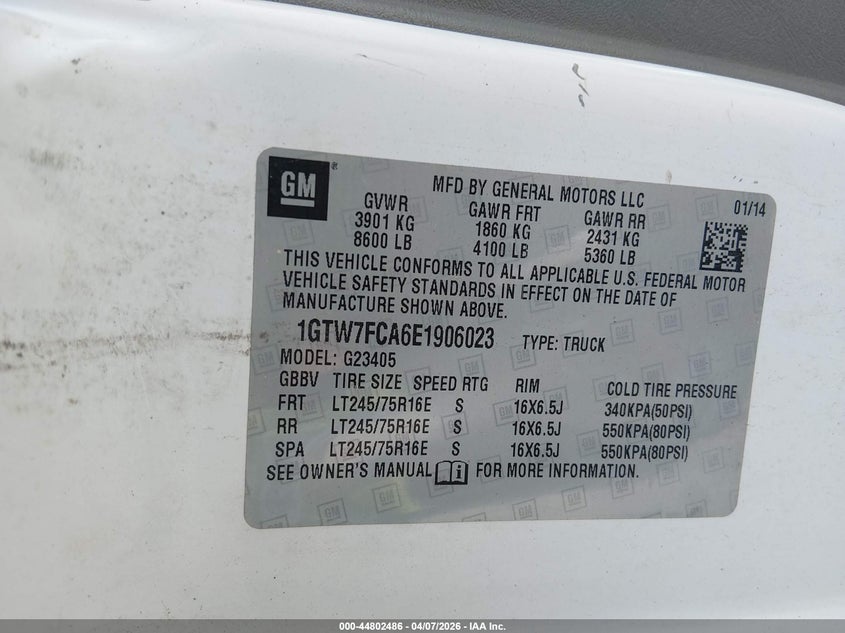 GM
MFD BY GENERAL MOTORS LLC
01/14
GVWR GAWR FRT GAWR RR
3901 KG 1860 KG 2431 KG
8600 LB 4100 LB 5360 LB
THIS VEHICLE CONFORMS TO ALL APPLICABLE U.S. FEDERAL MOTOR
VEHICLE SAFETY STANDARDS IN EFFECT ON THE DATE OF
MANUFACTURE SHOWN ABOVE.
1GTW7FCA6E1906023 TYPE: TRUCK
MODEL: G23405
GBBV TIRE SIZE SPEED RTG RIM COLD TIRE PRESSURE
FRT LT245/75R16E S 16X6.5J 340KPA(50PSI)
RR LT245/75R16E S 16X6.5J 550KPA(80PSI)
SPA LT245/75R16E S 16X6.5J 550KPA(80PSI)
SEE OWNER'S MANUAL FOR MORE INFORMATION.
000-44802486 - 04/07/2026 - IAA Inc.